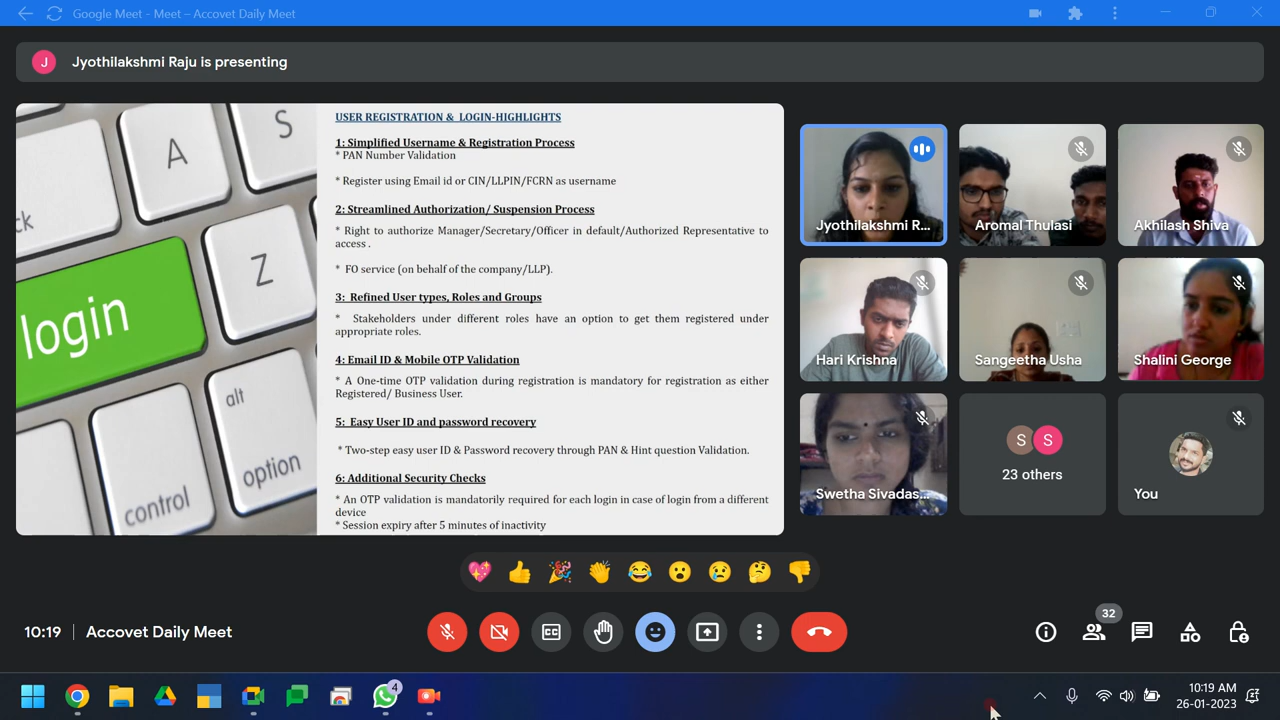 Google Meet - Meet – Accovet Daily Meet
J
Jyothilakshmi Raju is presenting
A
S
ck
Z
login
alt
option
control
USER REGISTRATION & LOGIN-HIGHLIGHTS
1: Simplified Username & Registration Process
* PAN Number Validation
* Register using Email id or CIN/LLPIN/FCRN as username
2: Streamlined Authorization/ Suspension Process
* Right to authorize Manager/Secretary/Officer in default/Authorized Representative to
access .
* FO service (on behalf of the company/LLP).
3: Refined User types, Roles and Groups
* Stakeholders under different roles have an option to get them registered under
appropriate roles.
4: Email ID & Mobile OTP Validation
* A One-time OTP validation during registration is mandatory for registration as either
Registered/ Business User.
5: Easy User ID and password recovery
* Two-step easy user ID & Password recovery through PAN & Hint question Validation.
6: Additional Security Checks
* An OTP validation is mandatorily required for each login in case of login from a different
device
* Session expiry after 5 minutes of inactivity
Jyothilakshmi R...
Aromal Thulasi
Akhilash Shiva
Hari Krishna
Sangeetha Usha
Shalini George
Swetha Sivadas...
S S
23 others
You
10:19 | Accovet Daily Meet
CC
32
4
10:19 AM
26-01-2023